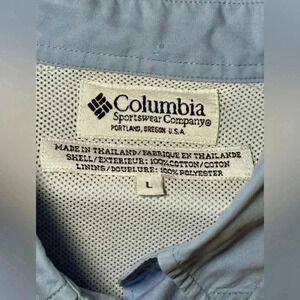 Columbia
Sportswear Company®
PORTLAND, OREGON U.S.A.
MADE IN THAILAND/FABRIQUE EN THAILANDE
SHELL/EXTERIEUR: 100% COTTON/COTON
LINING/DOUBLURE: 100% POLYESTER
L